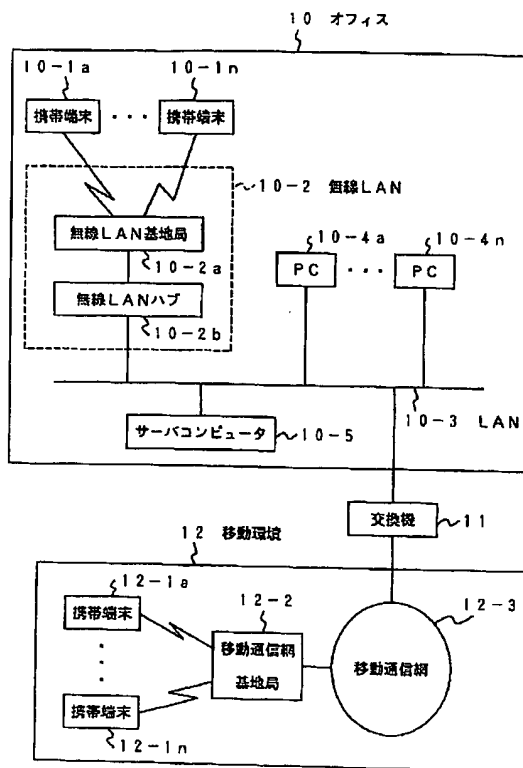 10 オフィス
10-1a 10-1n
携帯端末 ・・・ 携帯端末
10-2 無線LAN
無線LAN基地局
10-2a
無線LANハブ
10-2b
10-4a 10-4n
PC ・・・ PC
10-3 LAN
サーバコンピュータ 10-5
交換機 11
12 移動環境
12-1a
携帯端末
・
・
・
携帯端末
12-1n
12-2
移動通信網
基地局
12-3
移動通信網